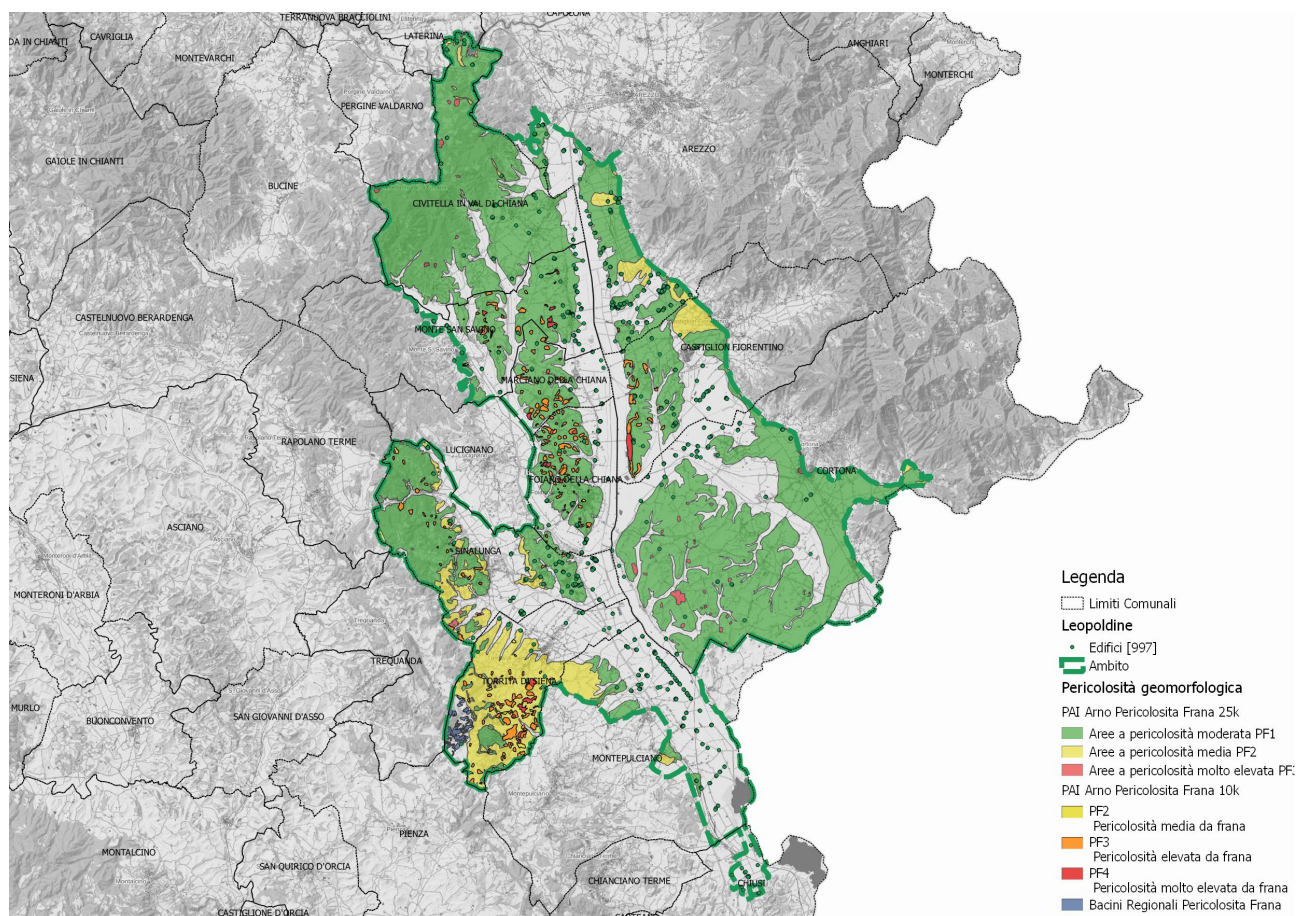 TERRANUOVA BRACCIOLINI
CAPOLONA
LATERINA
DA IN CHIANTI
CAVRIGLIA
MONTEVARCHI
ANGHIARI
MONTERCHI
PERGINE VALDARNO
AREZZO
GAIOLE IN CHIANTI
BUCINE
CIVITELLA IN VAL DI CHIANA
CASTELNUOVO BERARDENGA
MONTE SAN SAVINO
CASTIGLION FIORENTINO
SIENA
MARCIANO DELLA CHIANA
RAPOLANO TERME
LUCIGNANO
CORTONA
FOIANO DELLA CHIANA
ASCIANO
SINALUNGA
MONTERONI D'ARBIA
TREQUANDA
TORRITA DI SIENA
MURLO
BUONCONVENTO
SAN GIOVANNI D'ASSO
MONTEPULCIANO
PIENZA
MONTALCINO
SAN QUIRICO D'ORCIA
CHIANCIANO TERME
CHIUSI
CASTIGLIONE D'ORCIA
Legenda
Limiti Comunali
Leopoldine
Edifici [997]
Ambito
Pericolosità geomorfologico
PAI Arno Pericolosita Frana 25k
Aree a pericolosità moderata PF1
Aree a pericolosità media PF2
Aree a pericolosità molto elevata PF
PAI Arno Pericolosita Frana 10k
PF2
Pericolosità media da frana
PF3
Pericolosità elevata da frana
PF4
Pericolosità molto elevata da frana
Bacini Regionali Pericolosita Frana